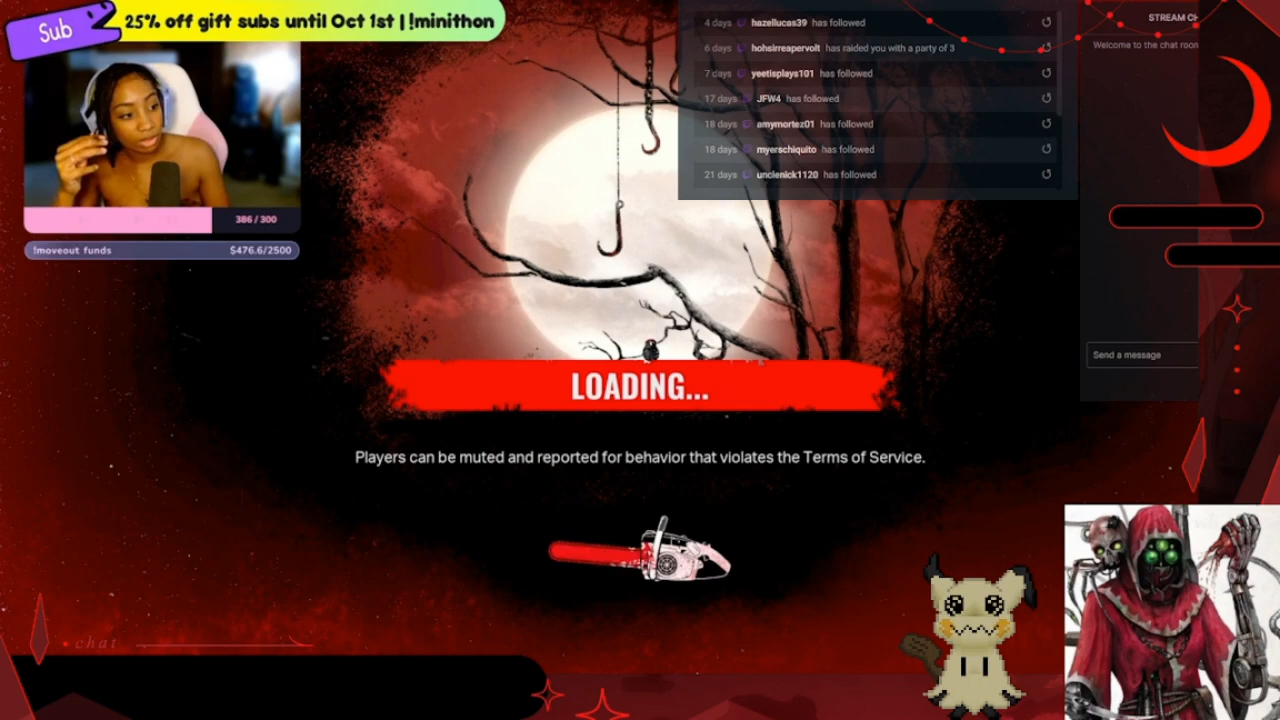 Sub
25% off gift subs until Oct 1st | !minithon
386 / 300
!moveout funds $476.6/2500
4 days hazellucas39 has followed
6 days hohsirreapervolt has raided you with a party of 3
7 days yeetisplays101 has followed
17 days JFW4 has followed
18 days amymortez01 has followed
18 days myerschiquito has followed
21 days unclenick1120 has followed
STREAM CH
Welcome to the chat room
Send a message
LOADING...
Players can be muted and reported for behavior that violates the Terms of Service.
chat